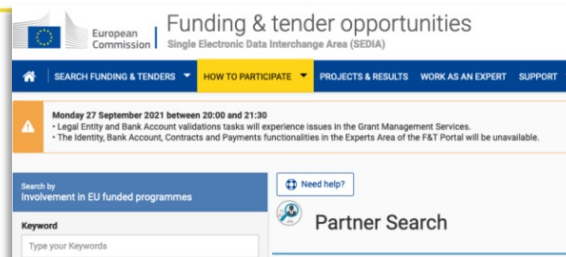 European
Commission
Funding & tender opportunities
Single Electronic Data Interchange Area (SEDIA)
SEARCH FUNDING & TENDERS
HOW TO PARTICIPATE
PROJECTS & RESULTS
WORK AS AN EXPERT
SUPPORT
Monday 27 September 2021 between 20:00 and 21:30
• Legal Entity and Bank Account validations tasks will experience issues in the Grant Management Services.
• The Identity, Bank Account, Contracts and Payments functionalities in the Experts Area of the F&T Portal will be unavailable.
Search by
Involvement in EU funded programmes
Keyword
Type your Keywords
Need help?
Partner Search